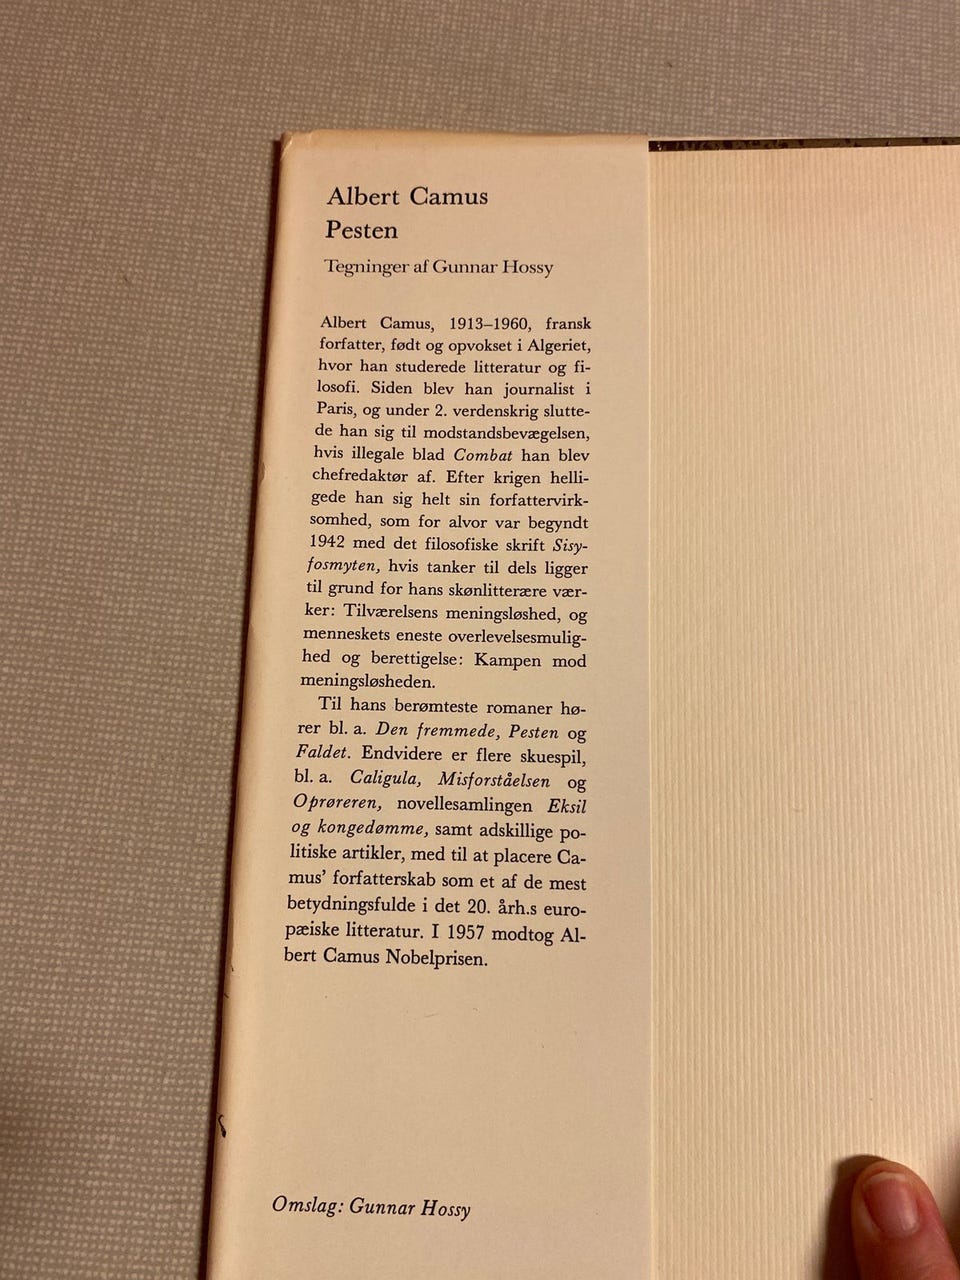 Albert Camus
Pesten
Tegninger af Gunnar Hossy
Albert Camus, 1913–1960, fransk
forfatter, født og opvokset i Algeriet,
hvor han studerede litteratur og fi-
losofi. Siden blev han journalist i
Paris, og under 2. verdenskrig slutte-
de han sig til modstandsbevægelsen,
hvis illegale blad Combat han blev
chefredaktør af. Efter krigen helli-
gede han sig helt sin forfattervirk-
somhed, som for alvor var begyndt
1942 med det filosofiske skrift Sisy-
fosmyten, hvis tanker til dels ligger
til grund for hans skønlitterære vær-
ker: Tilværelsens meningsløshed, og
menneskets eneste overlevelsesmulig-
hed og berettigelse: Kampen mod
meningsløsheden.
Til hans berømteste romaner hø-
rer bl. a. Den fremmede, Pesten og
Faldet. Endvidere er flere skuespil,
bl. a. Caligula, Misforståelsen og
Oprøreren, novellesamlingen Eksil
og kongedømme, samt adskillige po-
litiske artikler, med til at placere Ca-
mus’ forfatterskab som et af de mest
betydningsfulde i det 20. årh.s euro-
pæiske litteratur. I 1957 modtog Al-
bert Camus Nobelprisen.
Omslag: Gunnar Hossy